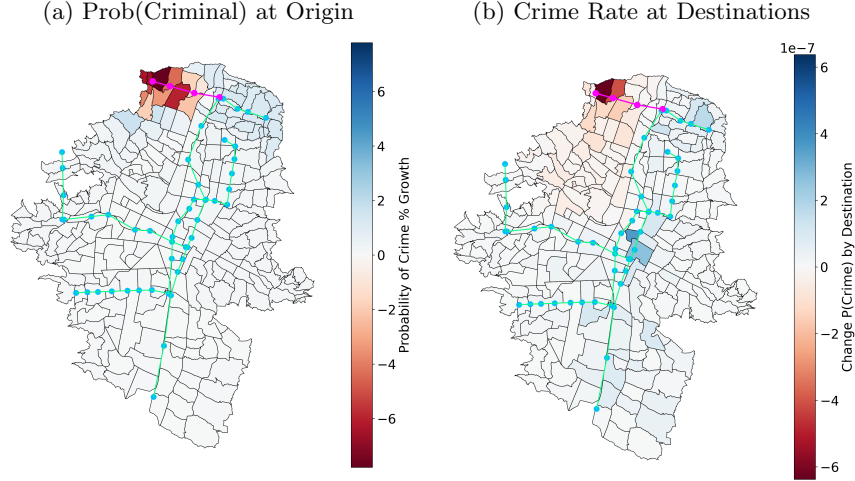 (a) Prob(Criminal) at Origin
(b) Crime Rate at Destinations
6
4
2
0
−2
−4
−6
Probability of Crime % Growth
1e−7
6
4
2
0
−2
−4
−6
Change P(Crime) by Destination